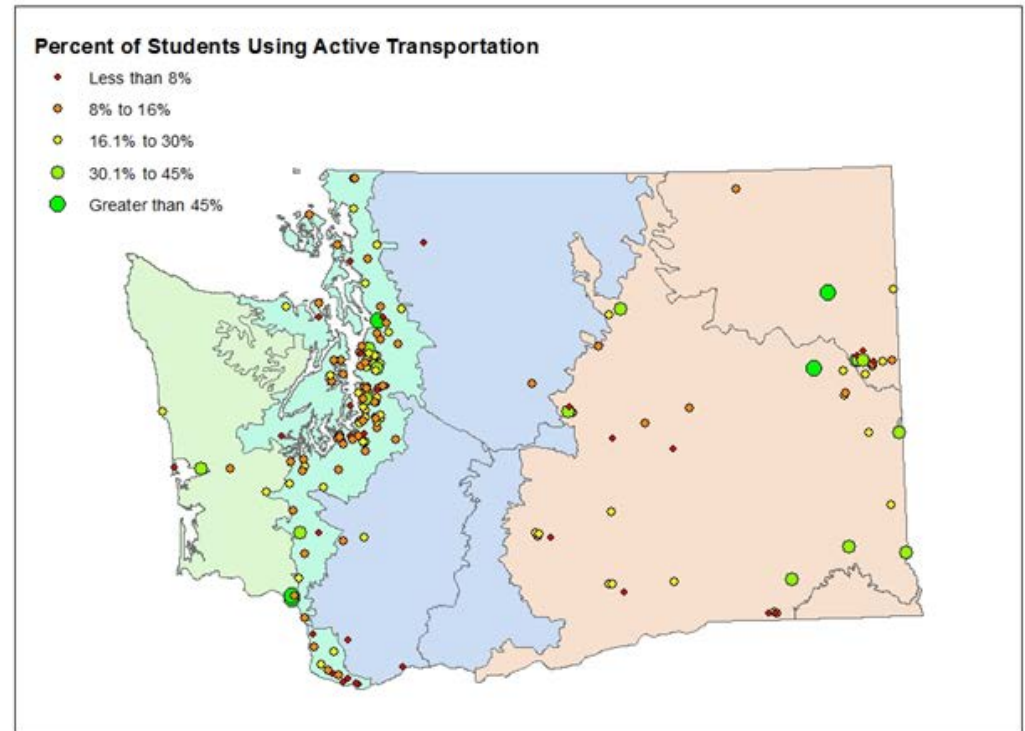 Percent of Students Using Active Transportation
Less than 8%
8% to 16%
16.1% to 30%
30.1% to 45%
Greater than 45%